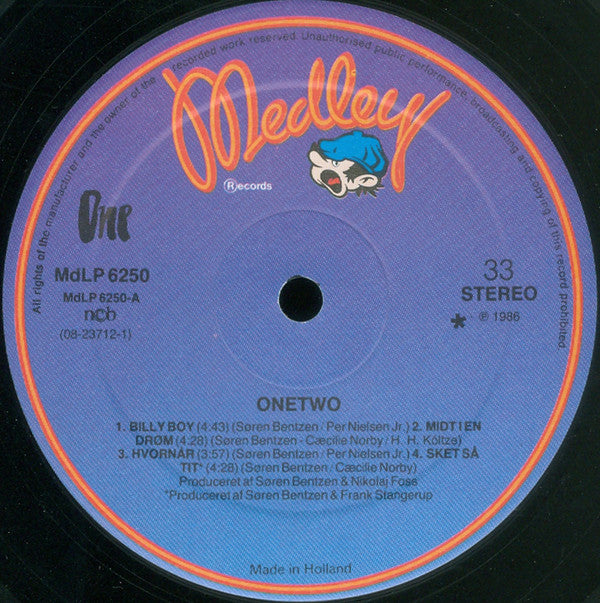 All rights of the manufacturer and the owner of the recorded work reserved. Unauthorised public performance, broadcasting and copying of this record prohibited.
Medley
Records
One
MdLP 6250
MdLP 6250-A
ncb
(08-23712-1)
33
STEREO
* ℗ 1986
ONETWO
1. BILLY BOY (4:43) (Søren Bentzen / Per Nielsen Jr.) 2. MIDT I EN
DRØM (4:28) (Søren Bentzen - Cæcilie Norby / H. H. Költze)
3. HVORNÅR (3:57) (Søren Bentzen / Per Nielsen Jr.) 4. SKET SÅ
TIT* (4:28) (Søren Bentzen / Cæcilie Norby)
Produceret af Søren Bentzen & Nikolaj Foss
*Produceret af Søren Bentzen & Frank Stangerup
Made in Holland